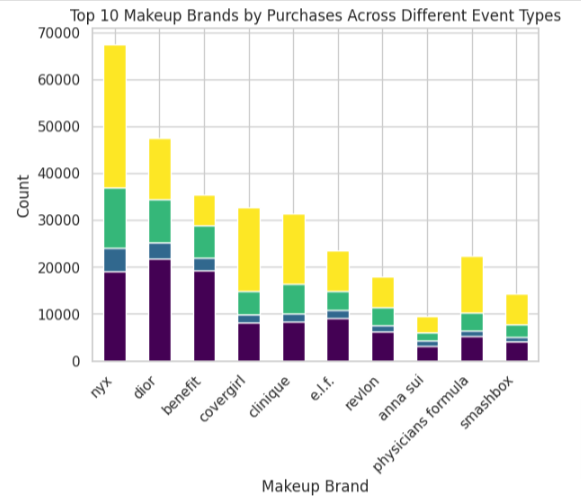 Top 10 Makeup Brands by Purchases Across Different Event Types
70000
60000
50000
40000
30000
20000
10000
0
Count
nyx
dior
benefit
covergirl
clinique
e.l.f.
revlon
anna sui
physicians formula
smashbox
Makeup Brand